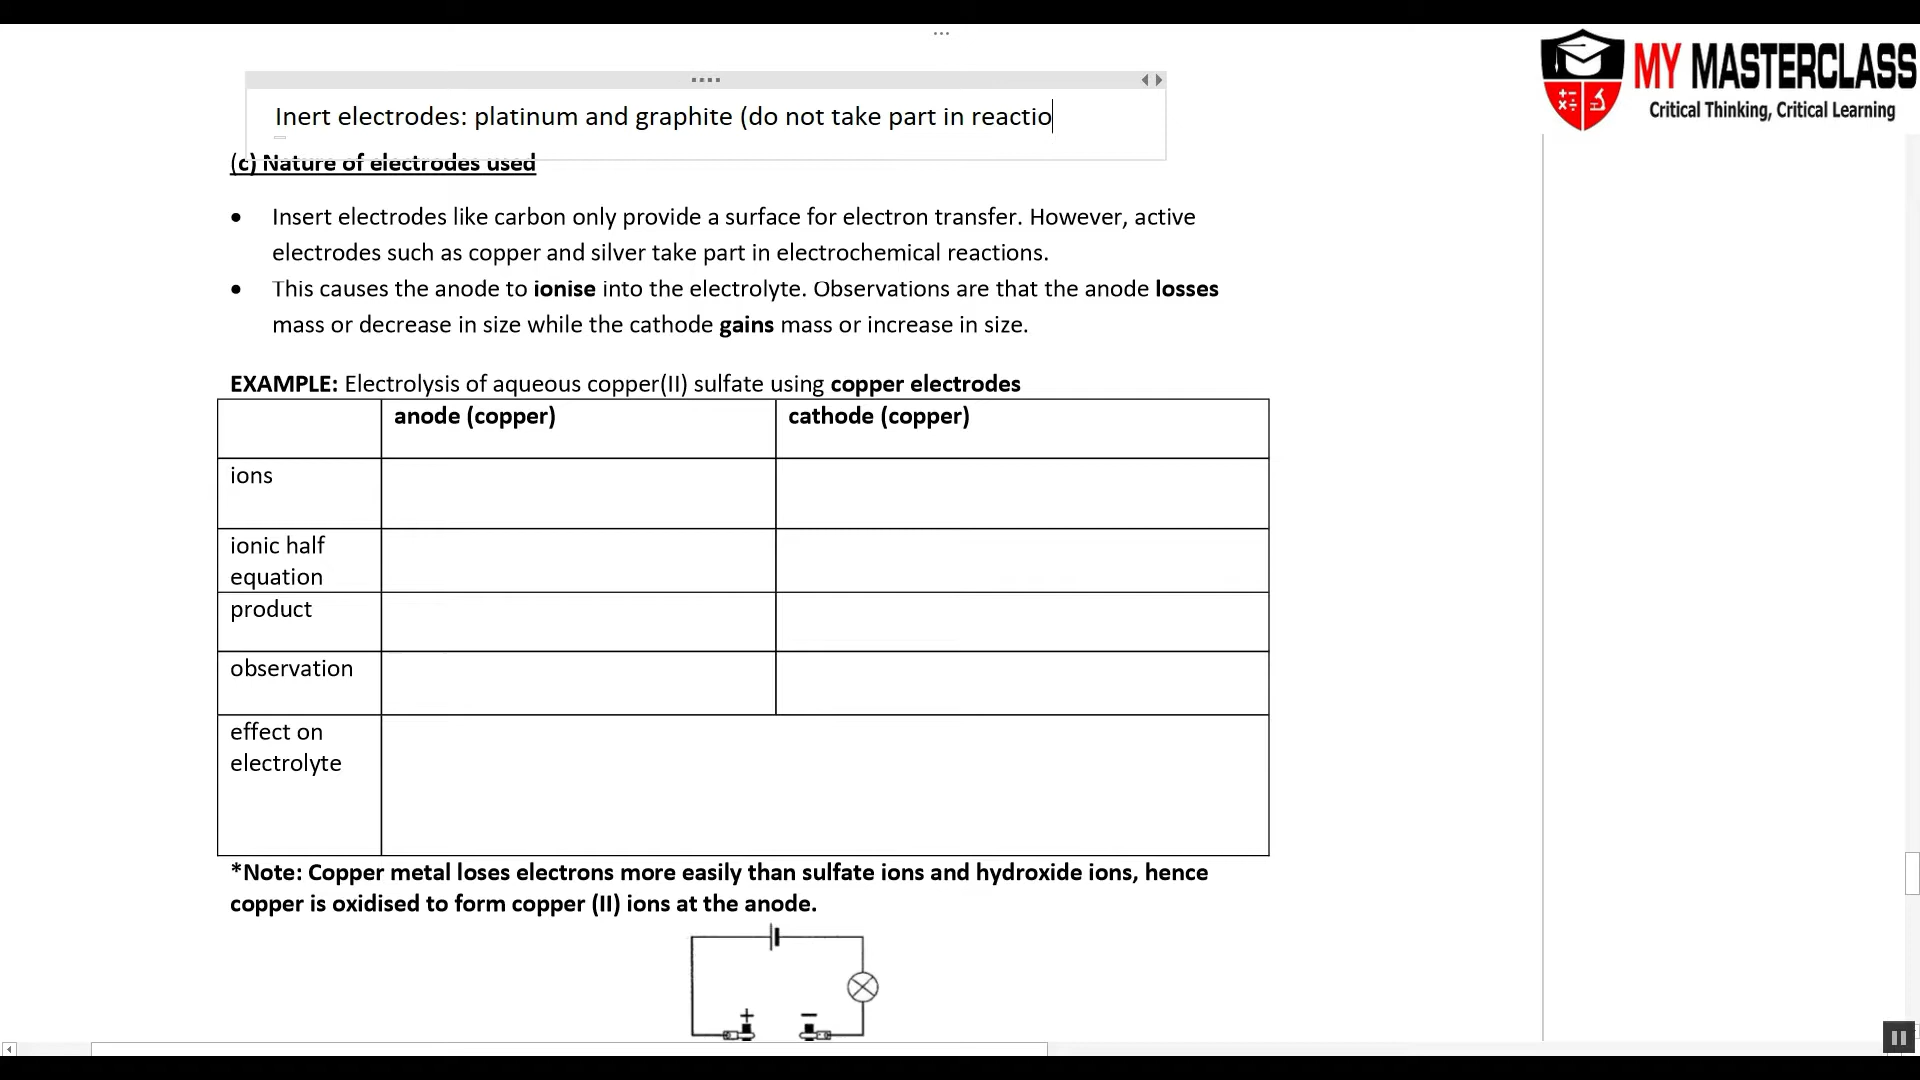 MY MASTERCLASS
Critical Thinking, Critical Learning
Inert electrodes: platinum and graphite (do not take part in reactio
(c) Nature of electrodes used
• Insert electrodes like carbon only provide a surface for electron transfer. However, active
electrodes such as copper and silver take part in electrochemical reactions.
• This causes the anode to ionise into the electrolyte. Observations are that the anode losses
mass or decrease in size while the cathode gains mass or increase in size.
EXAMPLE: Electrolysis of aqueous copper(II) sulfate using copper electrodes
anode (copper) cathode (copper)
ions
ionic half
equation
product
observation
effect on
electrolyte
*Note: Copper metal loses electrons more easily than sulfate ions and hydroxide ions, hence
copper is oxidised to form copper (II) ions at the anode.
+ −